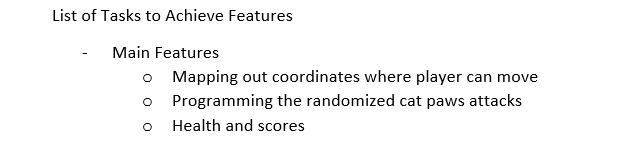 List of Tasks to Achieve Features
- Main Features
o Mapping out coordinates where player can move
o Programming the randomized cat paws attacks
o Health and scores